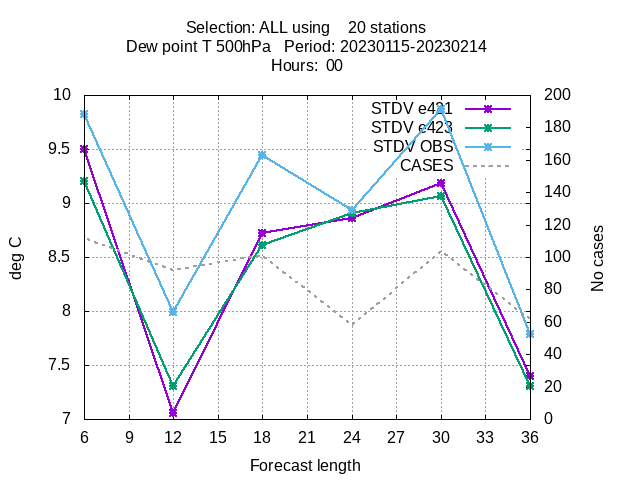 Selection: ALL using 20 stations
Dew point T 500hPa Period: 20230115-20230214
Hours: 00
10
9.5
9
8.5
8
7.5
7
200
180
160
140
120
100
80
60
40
20
0
STDV e421
STDV e423
STDV OBS
CASES
deg C
No cases
6 9 12 15 18 21 24 27 30 33 36
Forecast length